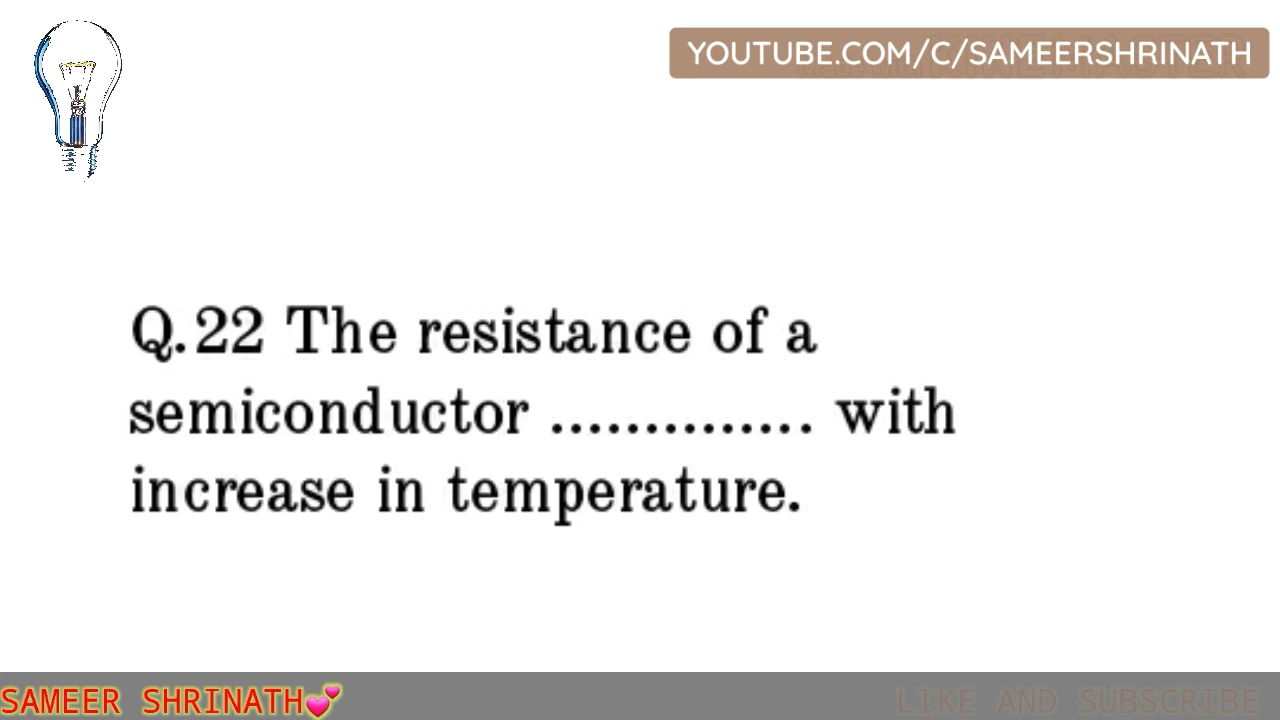 YOUTUBE.COM/C/SAMEERSHRINATH
Q.22 The resistance of a
semiconductor .............. with
increase in temperature.
SAMEER SHRINATH💕
LIKE AND SUBSCRIBE